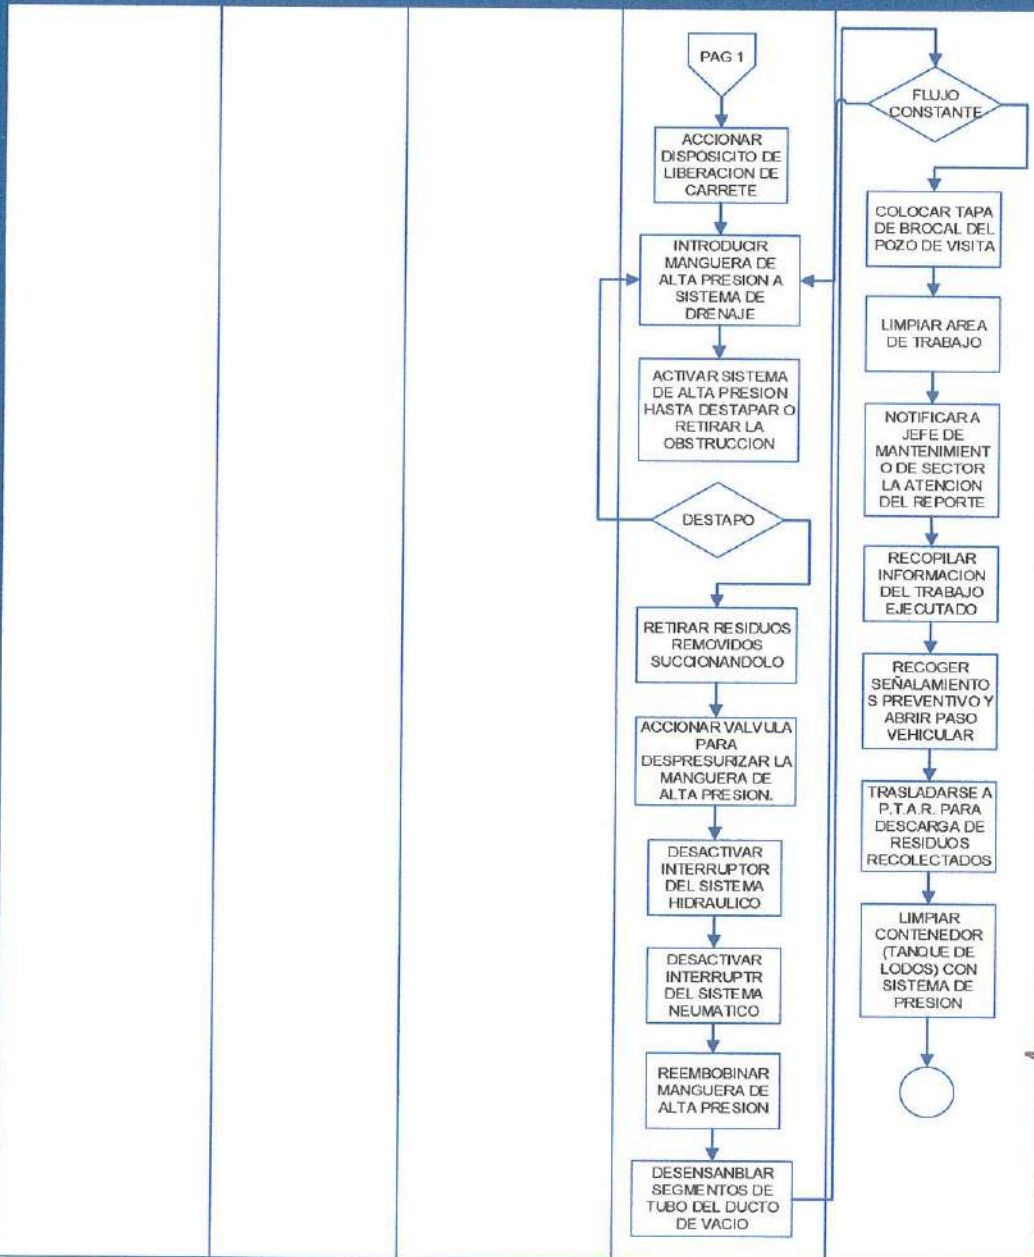 PAG 1
ACCIONAR
DISPOSICITO DE
LIBERACION DE
CARRETE
INTRODUCIR
MANGUERA DE
ALTA PRESION A
SISTEMA DE
DRENAJE
ACTIVAR SISTEMA
DE ALTA PRESION
HASTA DESTAPAR O
RETIRAR LA
OBSTRUCCION
DESTAPO
RETIRAR RESIDUOS
REMOVIDOS
SUCCIONANDOLO
ACCIONAR VALVULA
PARA
DESPRESURIZAR LA
MANGUERA DE
ALTA PRESION.
DESACTIVAR
INTERRUPTOR
DEL SISTEMA
HIDRAULICO
DESACTIVAR
INTERRUPTR
DEL SISTEMA
NEUMATICO
REEMBOBINAR
MANGUERA DE
ALTA PRESION
DESENSANBLAR
SEGMENTOS DE
TUBO DEL DUCTO
DE VACIO
FLUJO
CONSTANTE
COLOCAR TAPA
DE BROCAL DEL
POZO DE VISITA
LIMPIAR AREA
DE TRABAJO
NOTIFICAR A
JEFE DE
MANTENIMIENT
O DE SECTOR
LA ATENCION
DEL REPORTE
RECOPILAR
INFORMACION
DEL TRABAJO
EJECUTADO
RECOGER
SEÑALAMIENTO
S PREVENTIVO Y
ABRIR PASO
VEHICULAR
TRASLADARSE A
P.T.A.R. PARA
DESCARGA DE
RESIDUOS
RECOLECTADOS
LIMPIAR
CONTENEDOR
(TANQUE DE
LODOS) CON
SISTEMA DE
PRESION